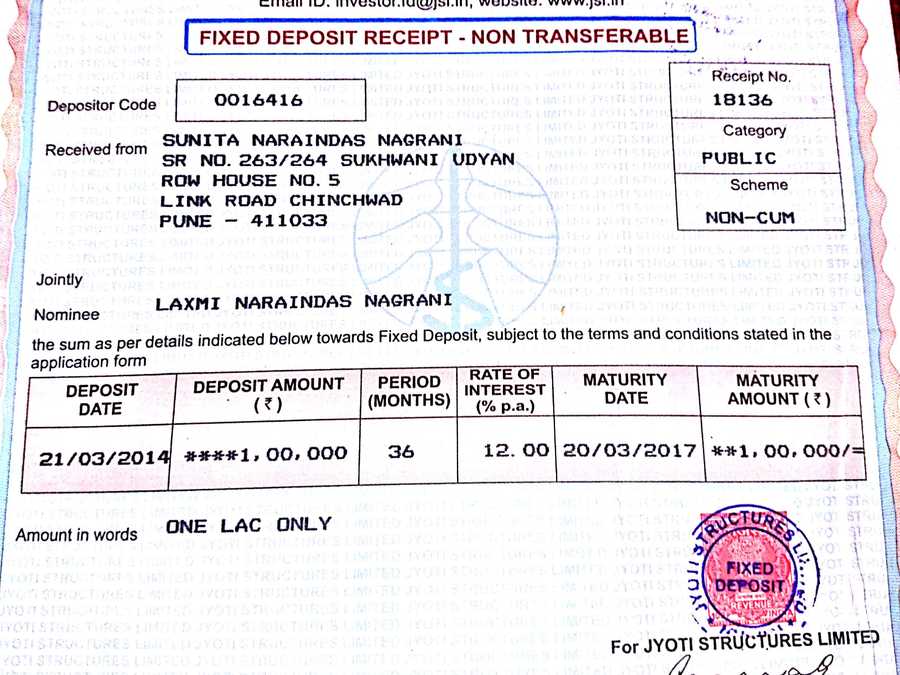 Email ID: investor.fd@jsl.in, website: www.jsl.in
FIXED DEPOSIT RECEIPT - NON TRANSFERABLE
Depositor Code 0016416
Receipt No.
18136
Category
PUBLIC
Scheme
NON-CUM
Received from SUNITA NARAINDAS NAGRANI
SR NO. 263/264 SUKHWANI UDYAN
ROW HOUSE NO. 5
LINK ROAD CHINCHWAD
PUNE - 411033
Jointly
Nominee LAXMI NARAINDAS NAGRANI
the sum as per details indicated below towards Fixed Deposit, subject to the terms and conditions stated in the
application form
DEPOSIT DATE
DEPOSIT AMOUNT (₹)
PERIOD (MONTHS)
RATE OF INTEREST (% p.a.)
MATURITY DATE
MATURITY AMOUNT (₹)
21/03/2014 ****1,00,000 36 12.00 20/03/2017 **1,00,000/=
Amount in words ONE LAC ONLY
JYOTI STRUCTURES LIMITED
FIXED
DEPOSIT
REVENUE
For JYOTI STRUCTURES LIMITED